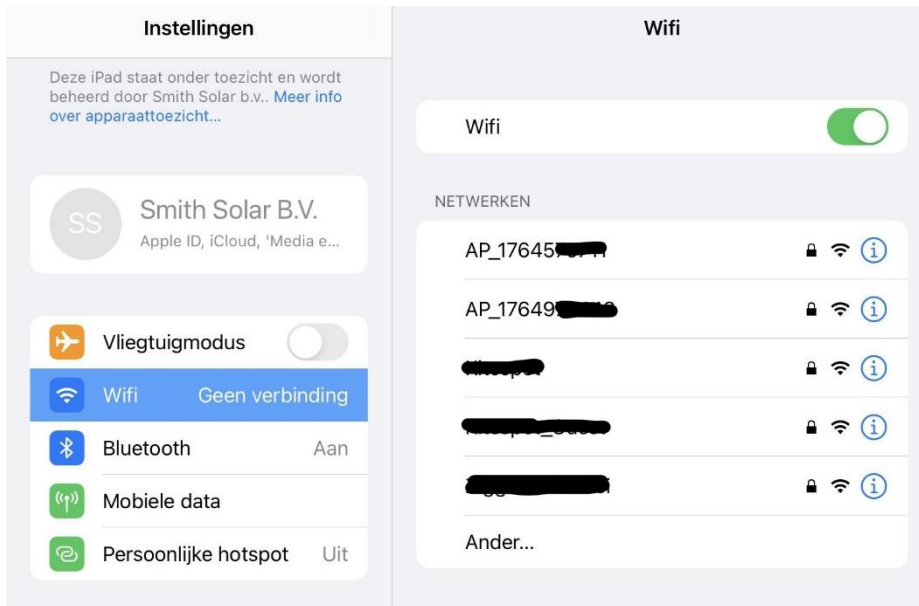 Instellingen
Deze iPad staat onder toezicht en wordt
beheerd door Smith Solar b.v.. Meer info
over apparaattoezicht...
SS
Smith Solar B.V.
Apple ID, iCloud, 'Media e...
Vliegtuigmodus
Wifi Geen verbinding
Bluetooth Aan
Mobiele data
Persoonlijke hotspot Uit
Wifi
Wifi
NETWERKEN
AP_17645
AP_17649
Ander...